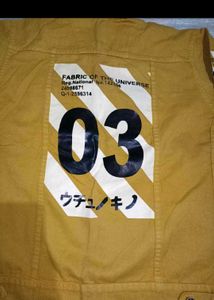 FABRIC OF THE UNIVERSE
Reg.National
03
ウチュノキノ